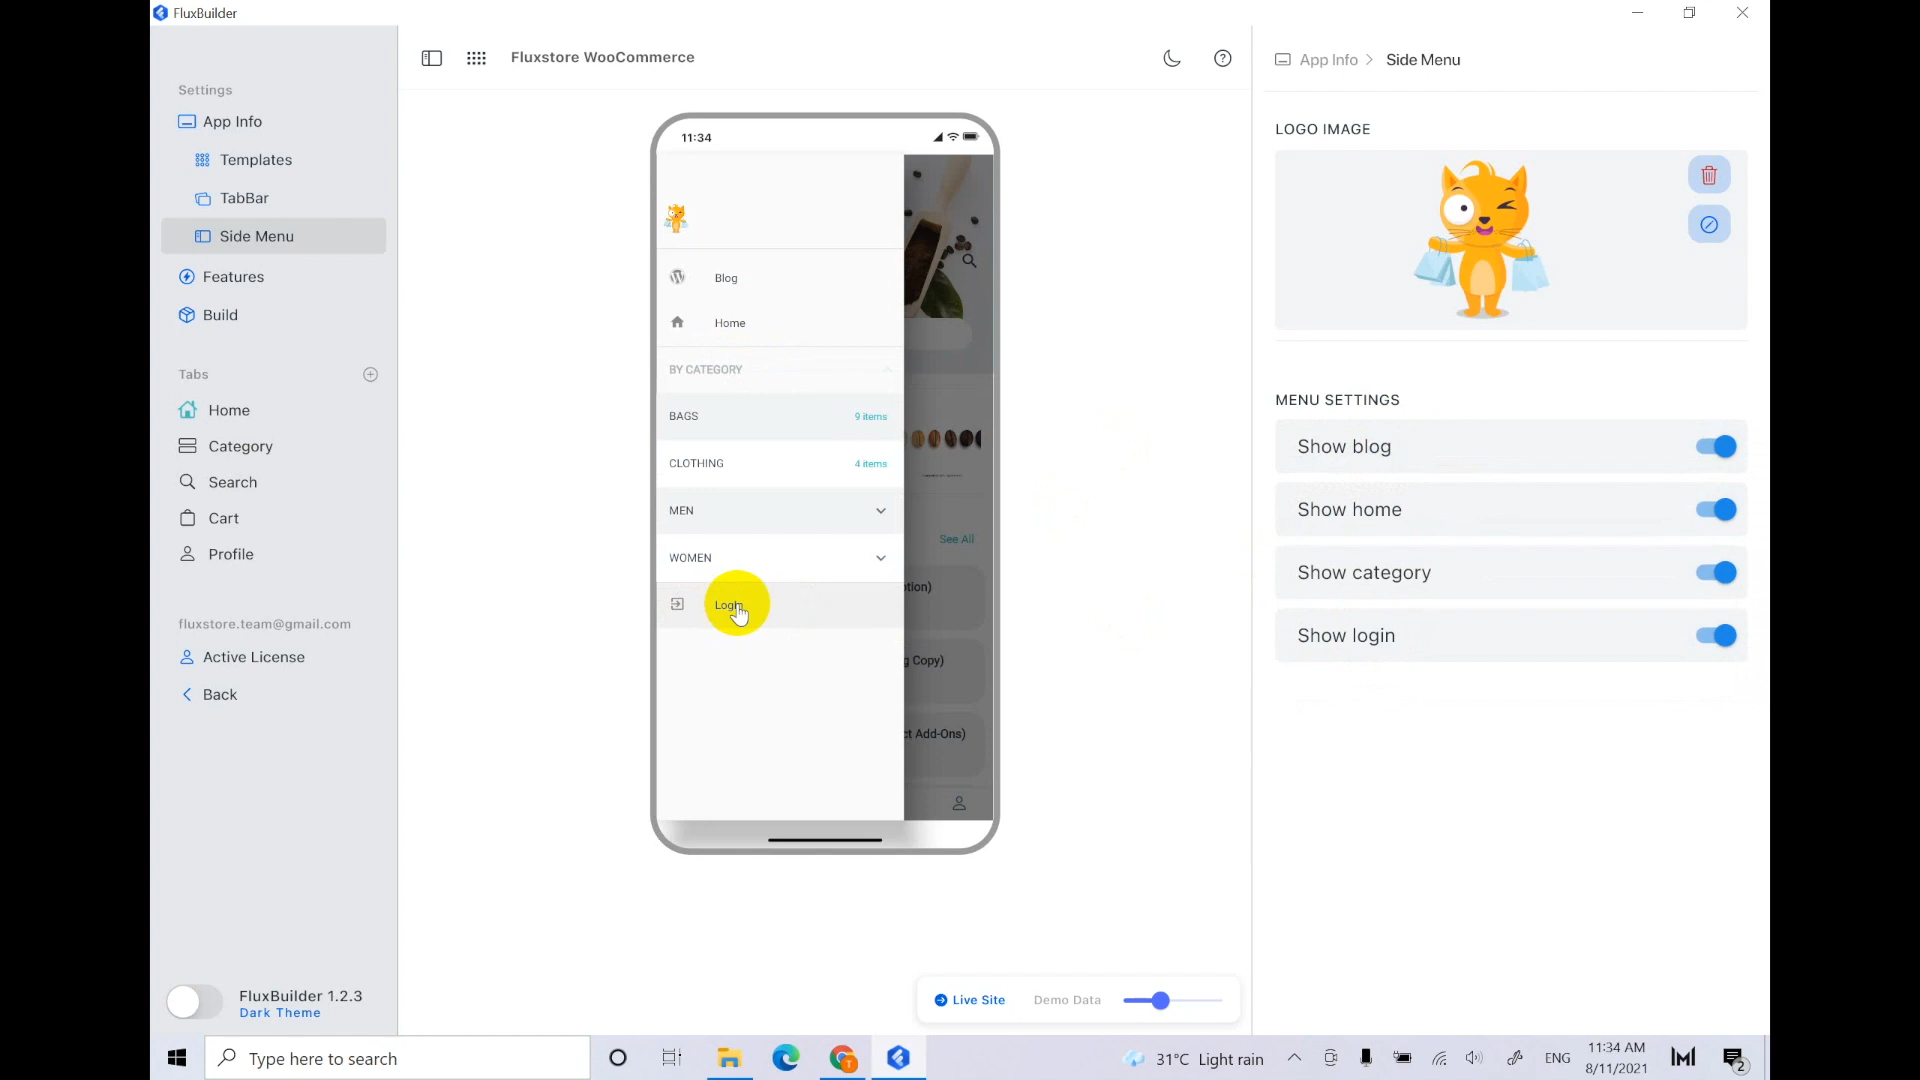 FluxBuilder
Settings
App Info
Templates
TabBar
Side Menu
Features
Build
Tabs
Home
Category
Search
Cart
Profile
fluxstore.team@gmail.com
Active License
Back
FluxBuilder 1.2.3
Dark Theme
Fluxstore WooCommerce
11:34
Blog
Home
BY CATEGORY
BAGS 9 items
CLOTHING 4 items
MEN
WOMEN
Login
See All
Copy)
ct Add-Ons)
Live Site Demo Data
App Info > Side Menu
LOGO IMAGE
MENU SETTINGS
Show blog
Show home
Show category
Show login
Type here to search
31°C Light rain
ENG
11:34 AM
8/11/2021
2